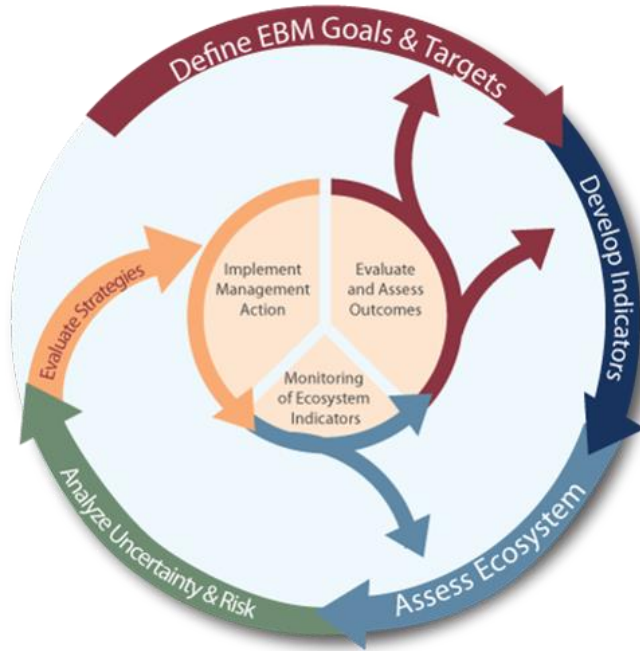 Define EBM Goals & Targets
Develop Indicators
Assess Ecosystem
Analyze Uncertainty & Risk
Evaluate Strategies
Implement
Management
Action
Evaluate
and Assess
Outcomes
Monitoring
of Ecosystem
Indicators